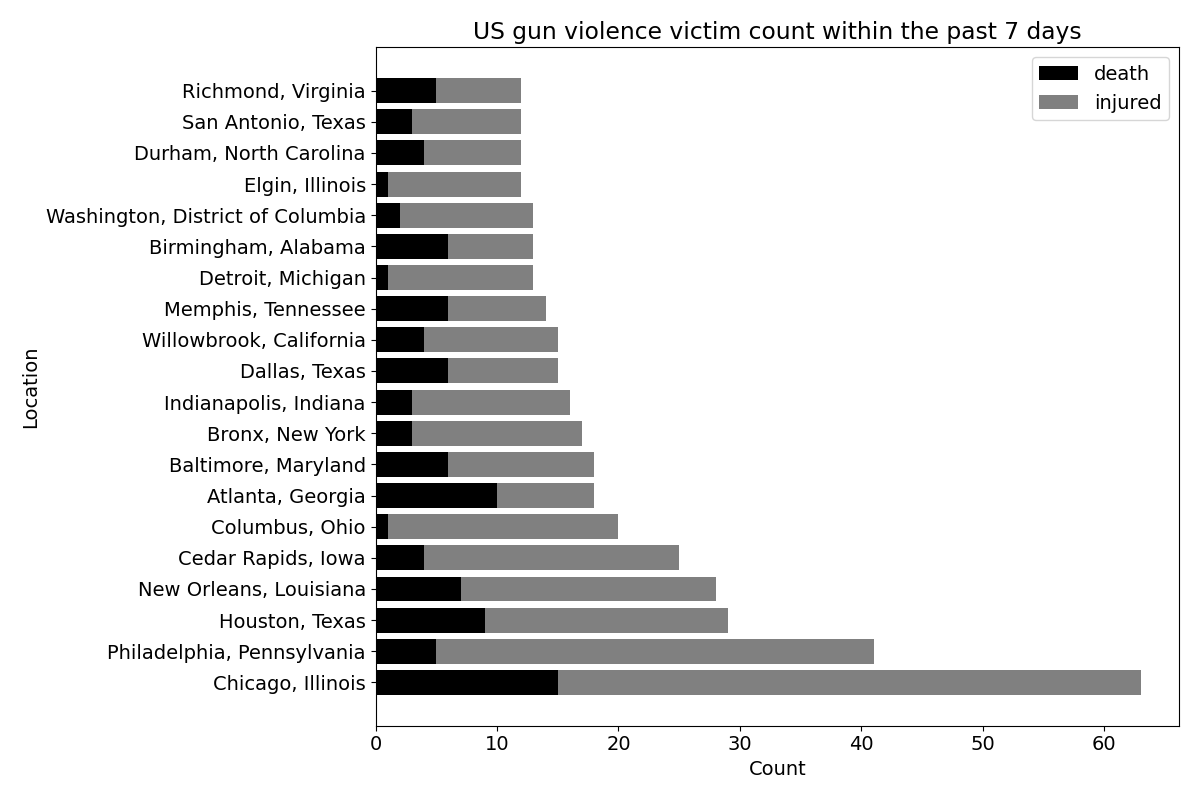 US gun violence victim count within the past 7 days
death
injured
Richmond, Virginia
San Antonio, Texas
Durham, North Carolina
Elgin, Illinois
Washington, District of Columbia
Birmingham, Alabama
Detroit, Michigan
Memphis, Tennessee
Willowbrook, California
Dallas, Texas
Indianapolis, Indiana
Bronx, New York
Baltimore, Maryland
Atlanta, Georgia
Columbus, Ohio
Cedar Rapids, Iowa
New Orleans, Louisiana
Houston, Texas
Philadelphia, Pennsylvania
Chicago, Illinois
Location
0 10 20 30 40 50 60
Count